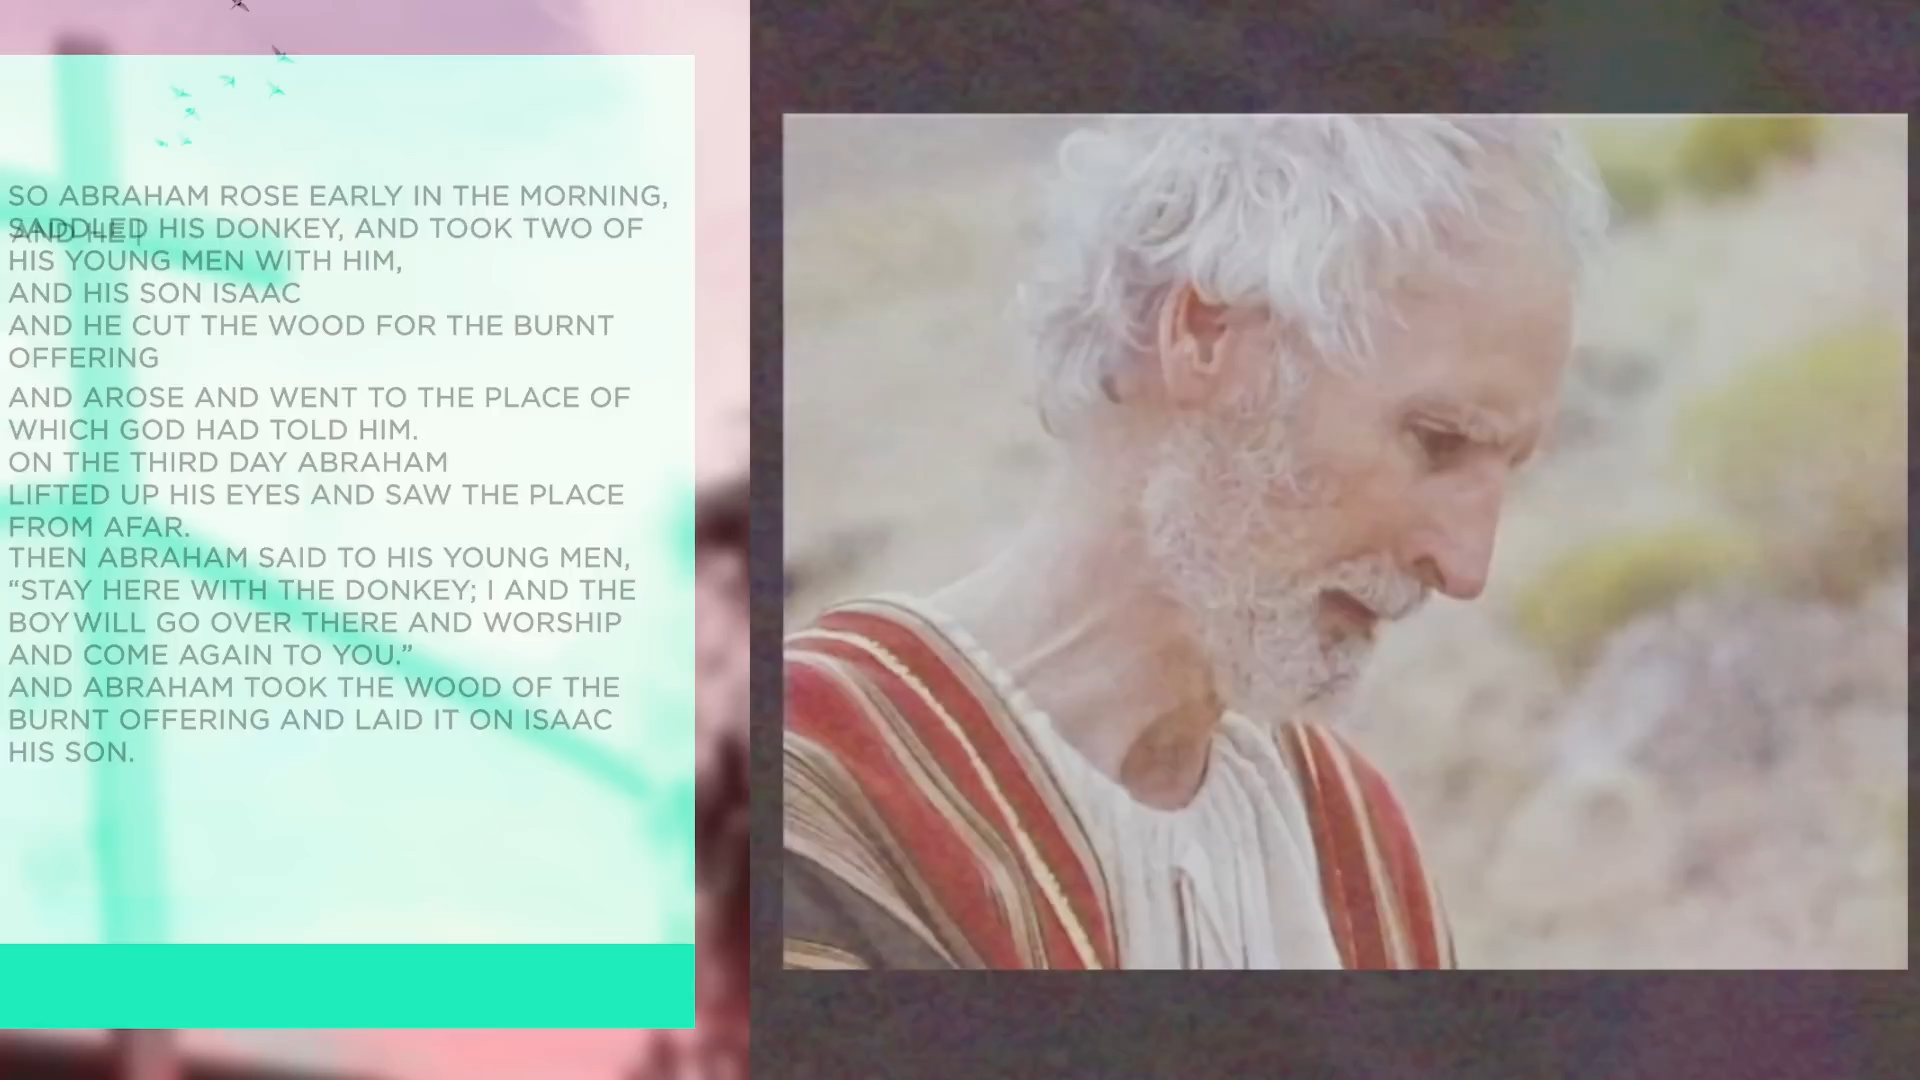 SO ABRAHAM ROSE EARLY IN THE MORNING,
SADDLED HIS DONKEY, AND TOOK TWO OF
AND HE
HIS YOUNG MEN WITH HIM,
AND HIS SON ISAAC
AND HE CUT THE WOOD FOR THE BURNT
OFFERING
AND AROSE AND WENT TO THE PLACE OF
WHICH GOD HAD TOLD HIM.
ON THE THIRD DAY ABRAHAM
LIFTED UP HIS EYES AND SAW THE PLACE
FROM AFAR.
THEN ABRAHAM SAID TO HIS YOUNG MEN,
“STAY HERE WITH THE DONKEY; I AND THE
BOY WILL GO OVER THERE AND WORSHIP
AND COME AGAIN TO YOU.”
AND ABRAHAM TOOK THE WOOD OF THE
BURNT OFFERING AND LAID IT ON ISAAC
HIS SON.